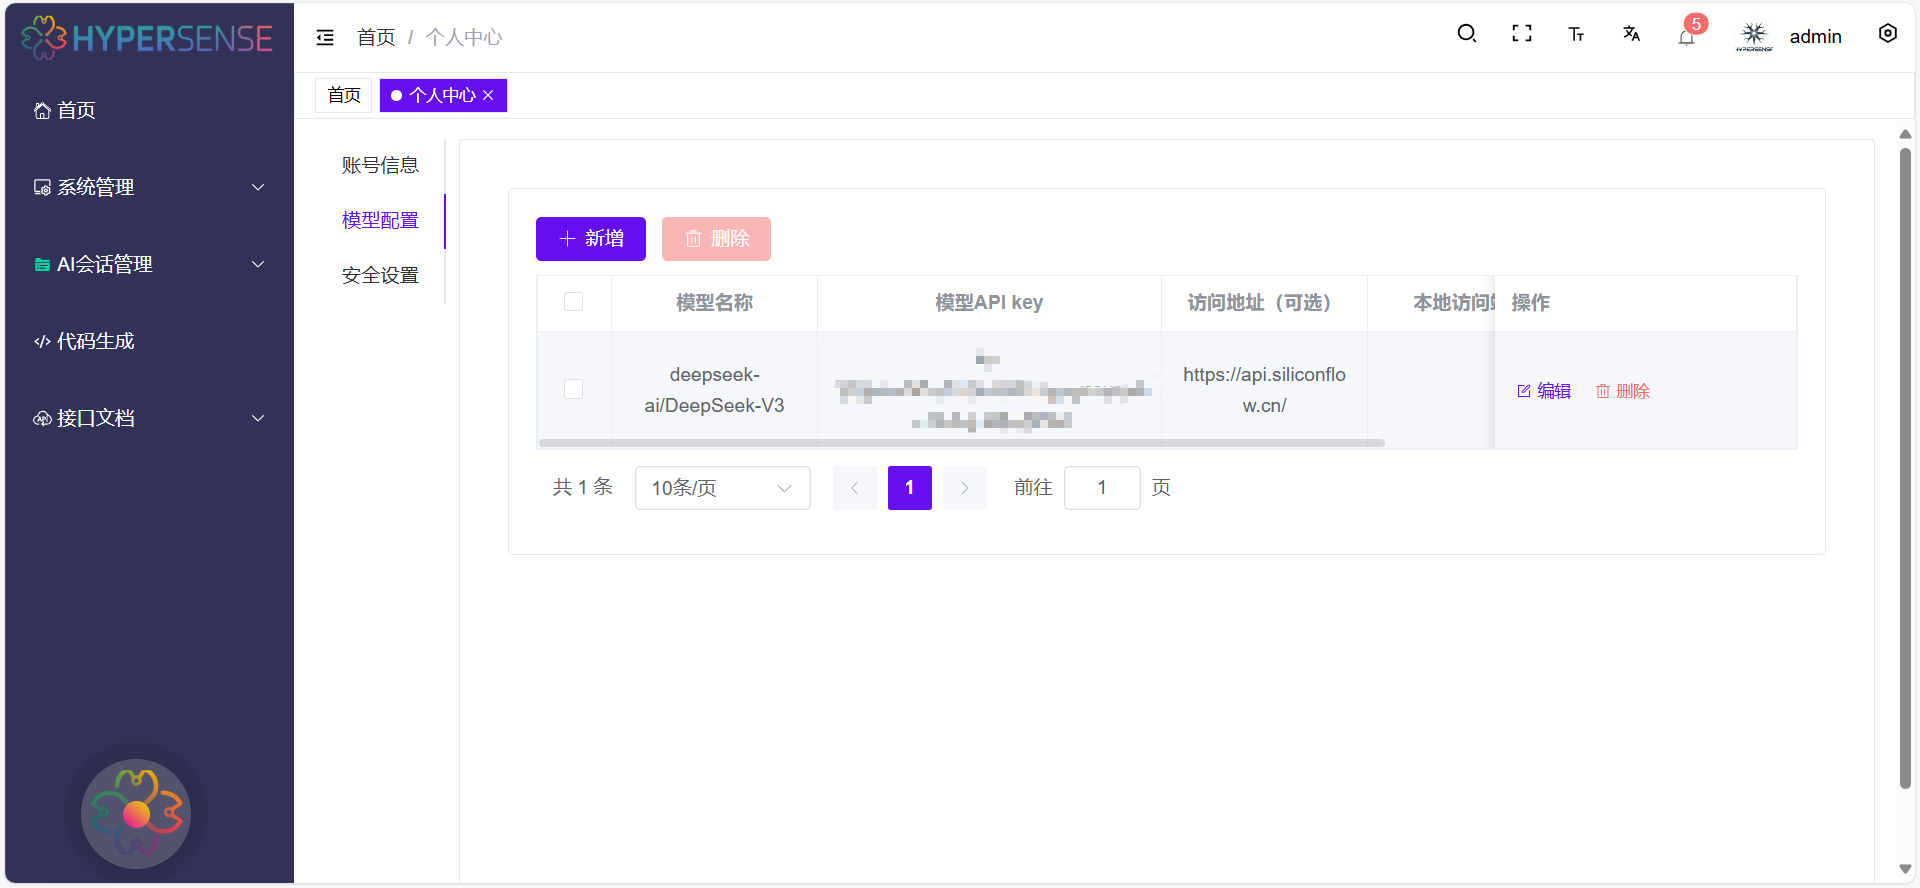 HYPERSENSE
首页 / 个人中心
5
HYPERSENSE
admin
首页
个人中心
首页
系统管理
AI会话管理
代码生成
接口文档
账号信息
模型配置
安全设置
新增
删除
模型名称
模型API key
访问地址（可选）
本地访问
操作
deepseek-
ai/DeepSeek-V3
https://api.siliconflo
w.cn/
编辑
删除
共 1 条
10条/页
1
前往
1
页